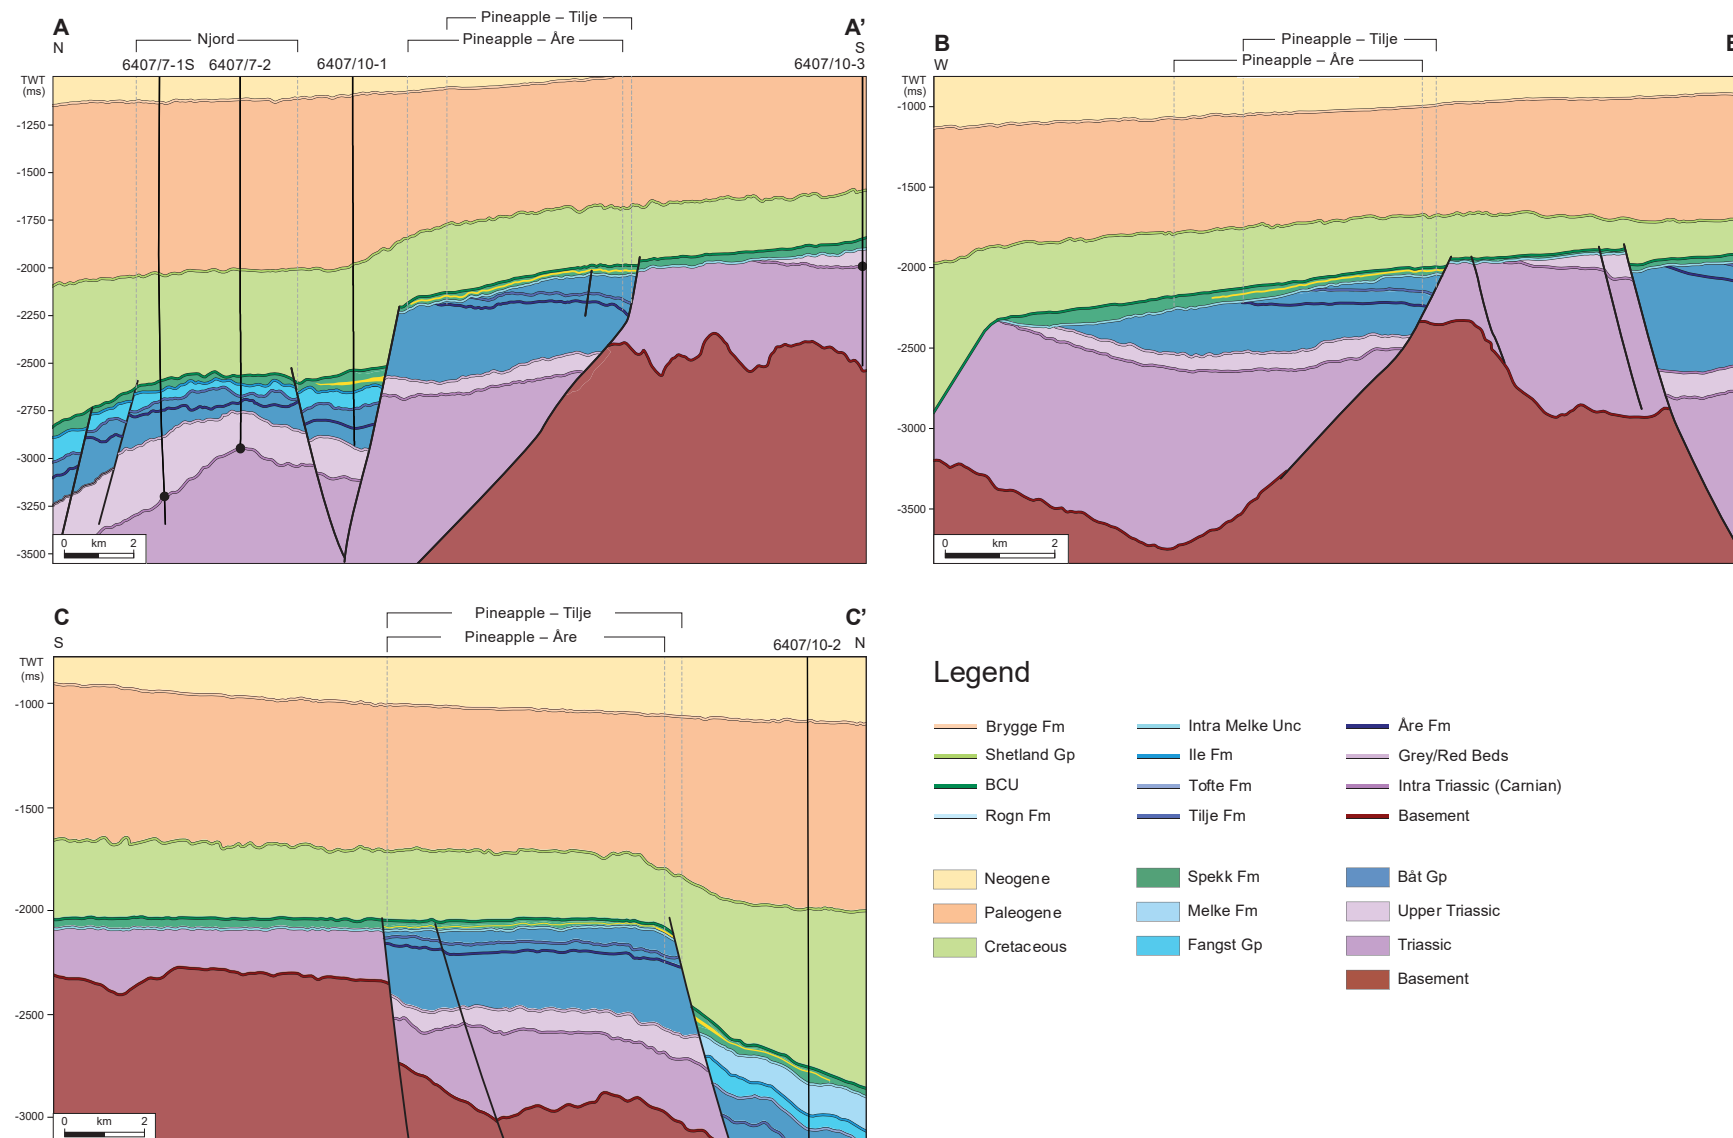 A
N
Njord
Pineapple – Tilje
Pineapple – Åre
A'
S
6407/7-1S
6407/7-2
6407/10-1
6407/10-3
TWT
(ms)
-1250
-1500
-1750
-2000
-2250
-2500
-2750
-3000
-3250
-3500
0 km 2
B
W
Pineapple – Tilje
Pineapple – Åre
TWT
(ms)
-1000
-1500
-2000
-2500
-3000
-3500
0 km 2
C
S
Pineapple – Tilje
Pineapple – Åre
C'
6407/10-2 N
TWT
(ms)
-1000
-1500
-2000
-2500
-3000
0 km 2
Legend
Brygge Fm
Shetland Gp
BCU
Rogn Fm
Intra Melke Unc
Ile Fm
Tofte Fm
Tilje Fm
Åre Fm
Grey/Red Beds
Intra Triassic (Carnian)
Basement
Neogene
Paleogene
Cretaceous
Spekk Fm
Melke Fm
Fangst Gp
Båt Gp
Upper Triassic
Triassic
Basement